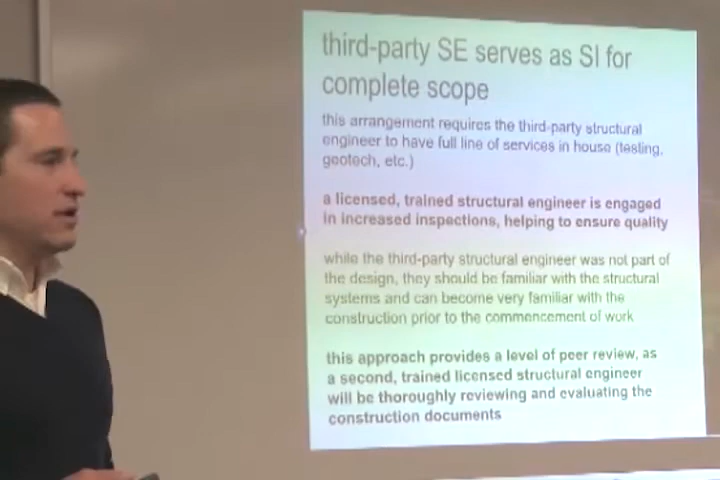 third-party SE serves as SI for
complete scope
this arrangement requires the third-party structural
engineer to have full line of services in house (testing,
geotech, etc.)
a licensed, trained structural engineer is engaged
in increased inspections, helping to ensure quality
while the third-party structural engineer was not part of
the design, they should be familiar with the structural
systems and can become very familiar with the
construction prior to the commencement of work
this approach provides a level of peer review, as
a second, trained licensed structural engineer
will be thoroughly reviewing and evaluating the
construction documents